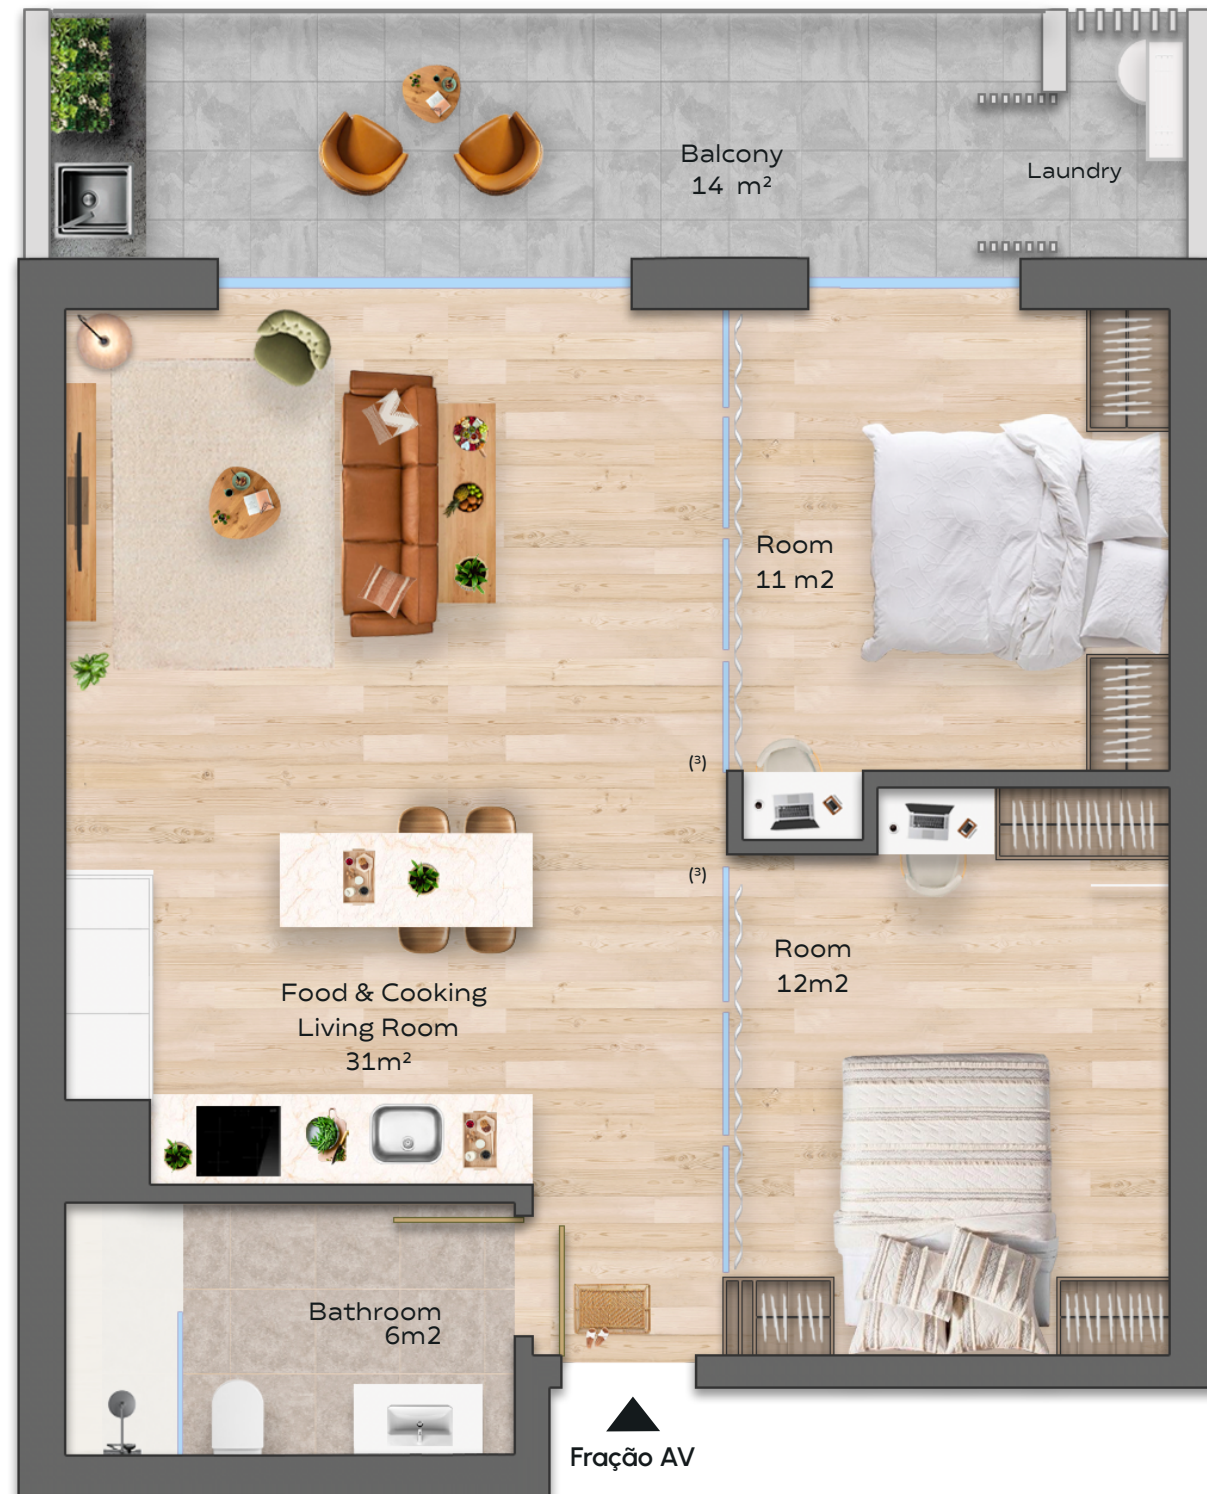 Balcony
14 m²
Laundry
Room
11 m2
(³)
(³)
Room
12m2
Food & Cooking
Living Room
31m²
Bathroom
6m2
Fração AV